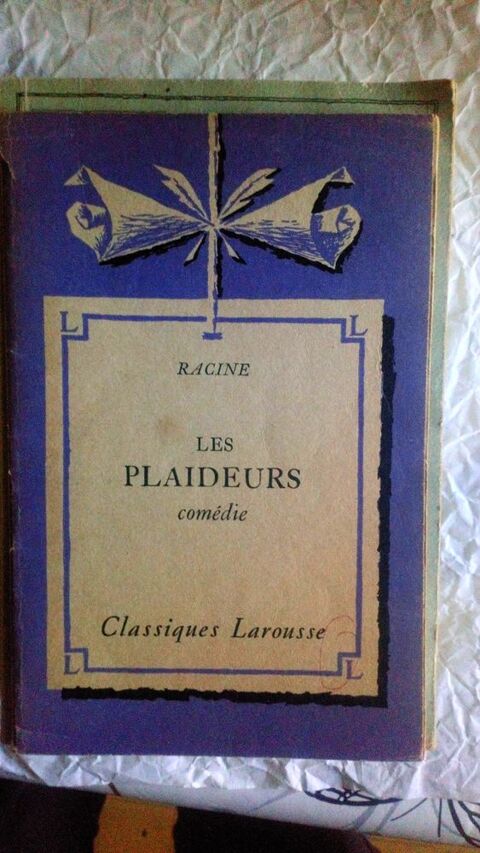 L L
RACINE
LES
PLAIDEURS
comédie
Classiques Larousse
L L